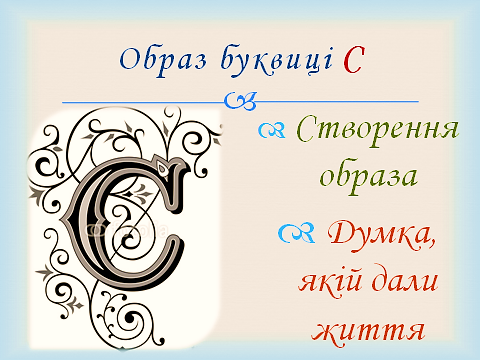 Образ буквиці С
Створення
образа
Думка,
якій дали
життя
С